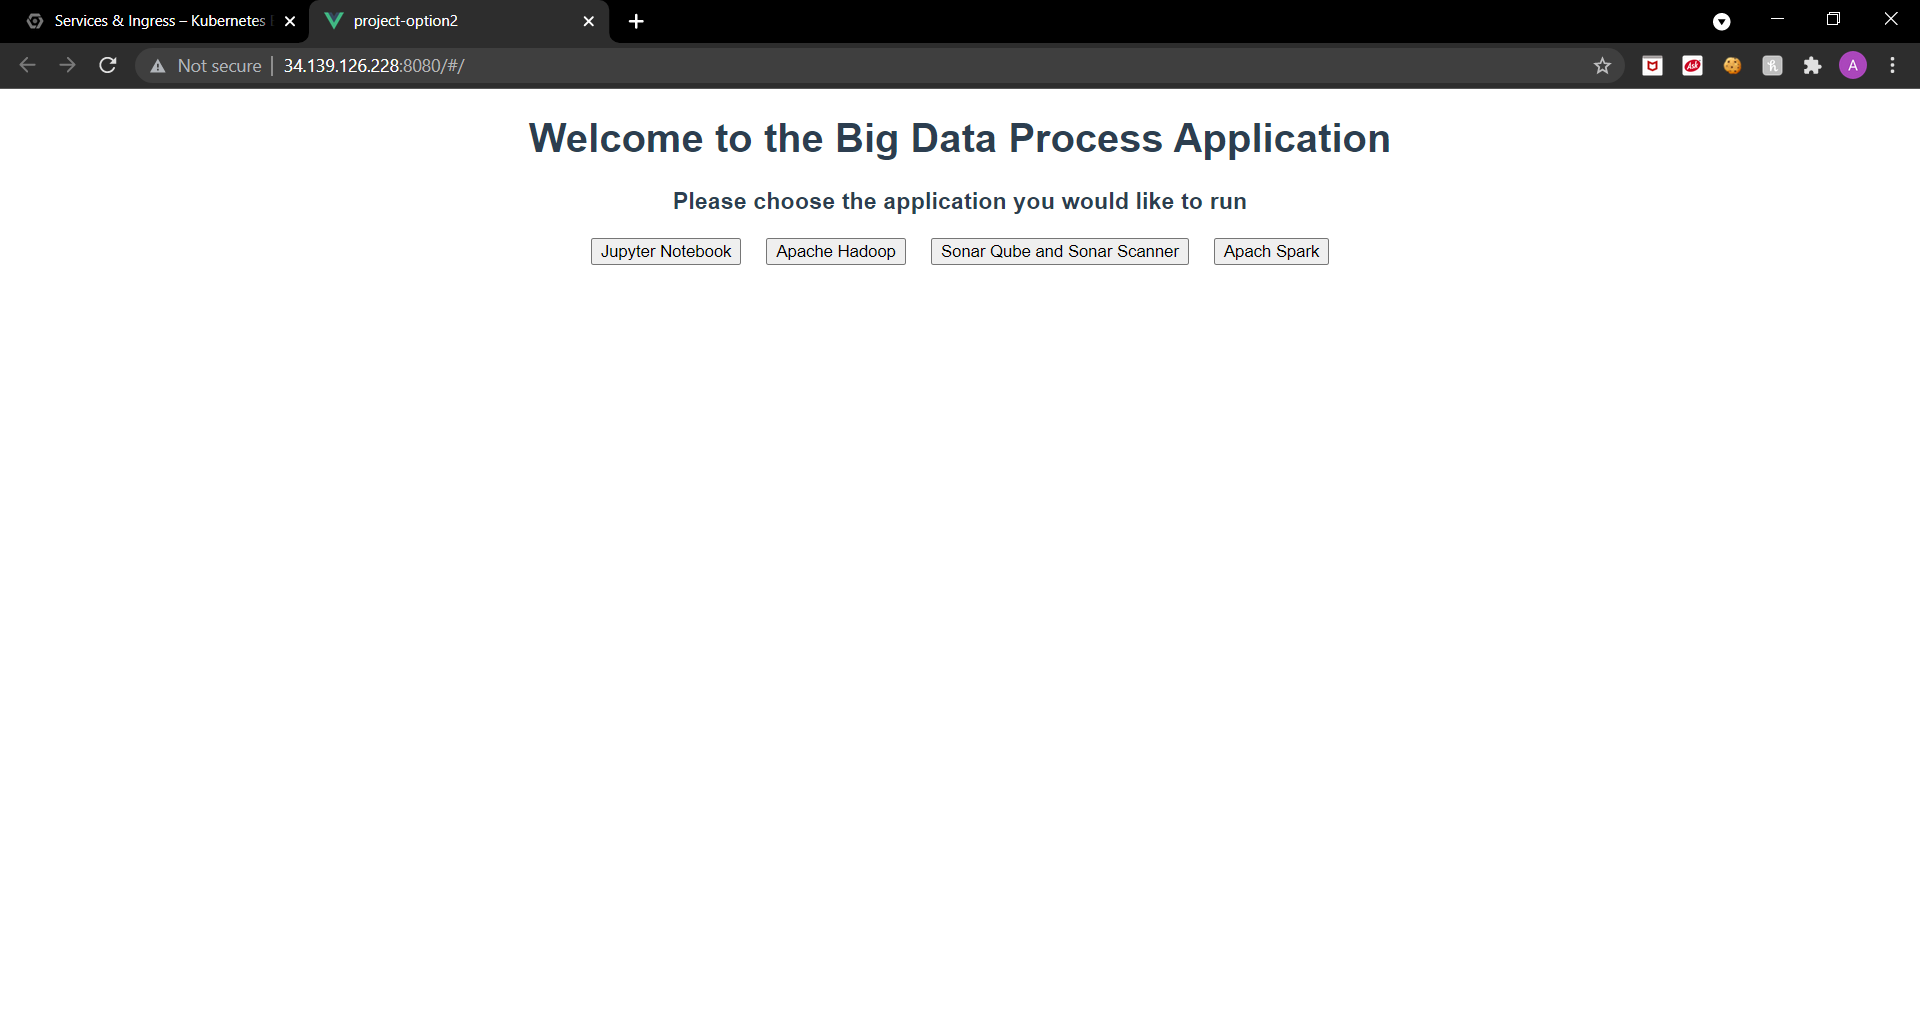 Services & Ingress – Kubernetes
project-option2
Not secure
34.139.126.228:8080/#/
Ask
h
A
Welcome to the Big Data Process Application
Please choose the application you would like to run
Jupyter Notebook
Apache Hadoop
Sonar Qube and Sonar Scanner
Apach Spark